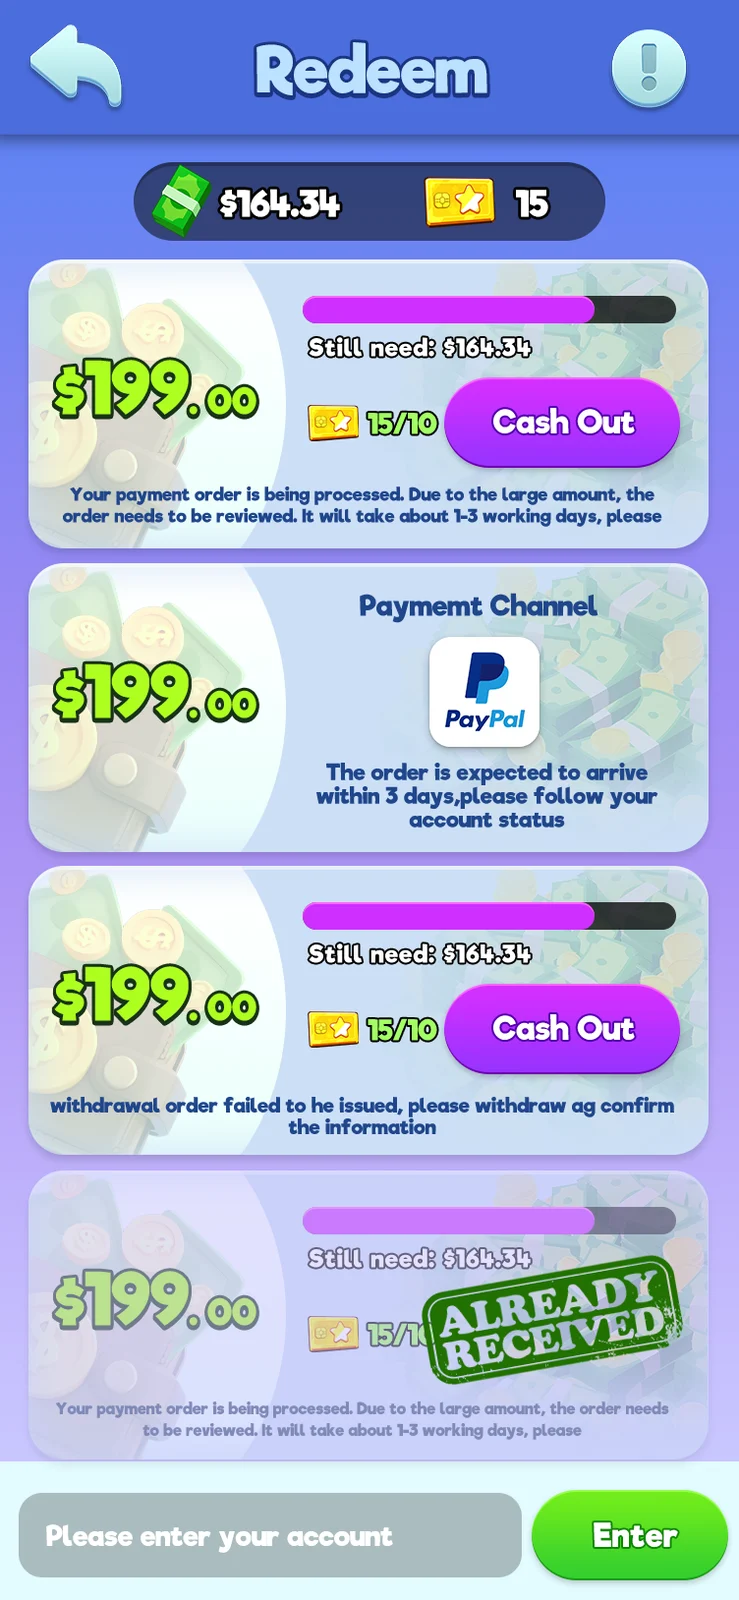 Redeem
$164.34
15
$199.00
Still need: $164.34
15/10
Cash Out
Your payment order is being processed. Due to the large amount, the
order needs to be reviewed. It will take about 1-3 working days, please
$199.00
Paymemt Channel
PayPal
The order is expected to arrive
within 3 days,please follow your
account status
$199.00
Still need: $164.34
15/10
Cash Out
withdrawal order failed to he issued, please withdraw ag confirm
the information
$199.00
Still need: $164.34
15/10
ALREADY
RECEIVED
Your payment order is being processed. Due to the large amount, the order needs
to be reviewed. It will take about 1-3 working days, please
Please enter your account
Enter